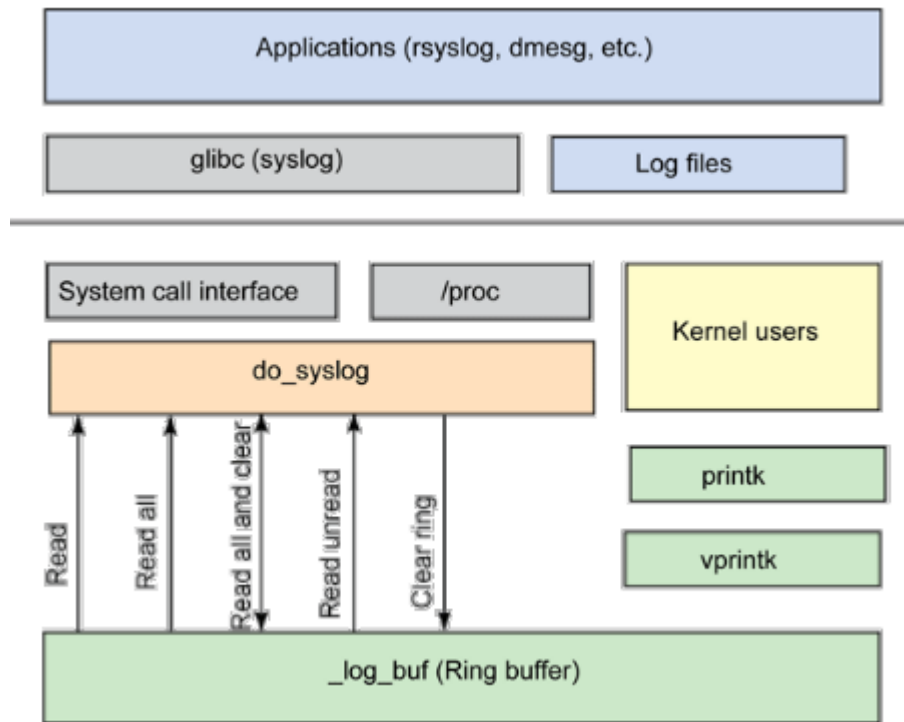 Applications (rsyslog, dmesg, etc.)
glibc (syslog)
Log files
System call interface
/proc
Kernel users
do_syslog
Read
Read all
Read all and clear
Read unread
Clear ring
printk
vprintk
_log_buf (Ring buffer)